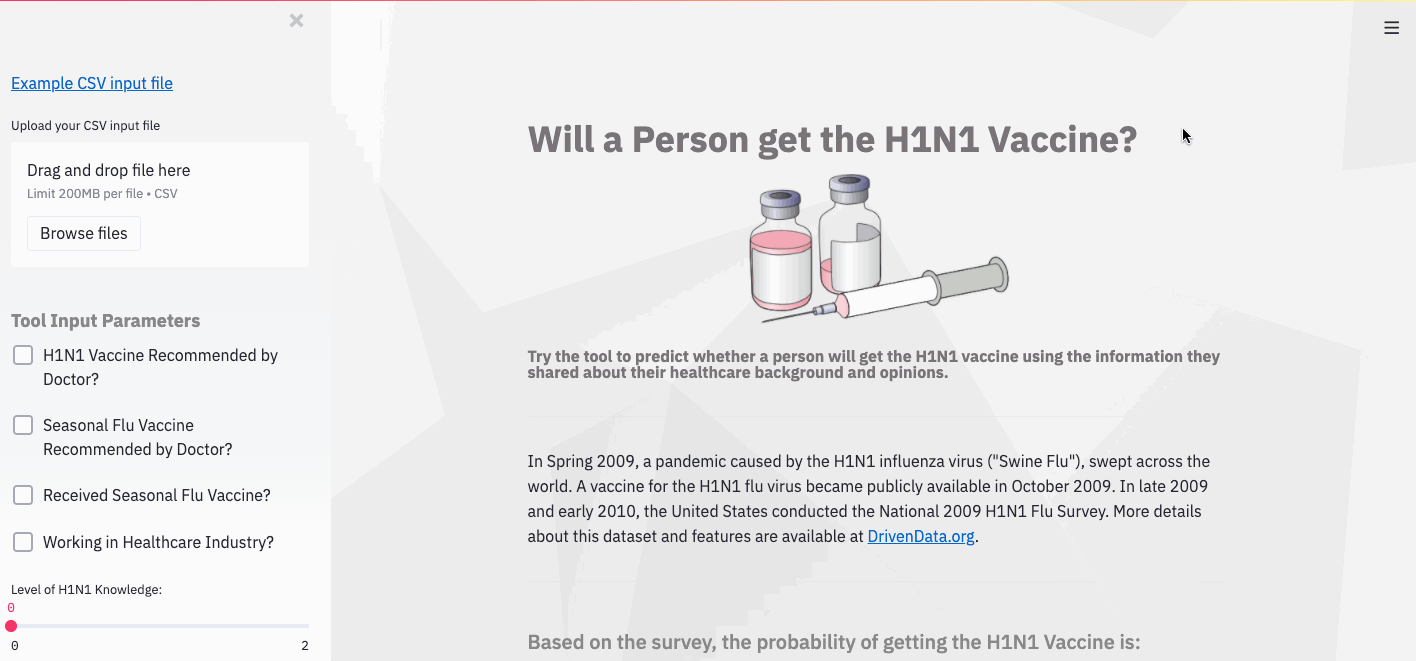 Example CSV input file
Upload your CSV input file
Drag and drop file here
Limit 200MB per file • CSV
Browse files
Tool Input Parameters
H1N1 Vaccine Recommended by
Doctor?
Seasonal Flu Vaccine
Recommended by Doctor?
Received Seasonal Flu Vaccine?
Working in Healthcare Industry?
Level of H1N1 Knowledge:
0
0
2
Will a Person get the H1N1 Vaccine?
Try the tool to predict whether a person will get the H1N1 vaccine using the information they
shared about their healthcare background and opinions.
In Spring 2009, a pandemic caused by the H1N1 influenza virus ("Swine Flu"), swept across the
world. A vaccine for the H1N1 flu virus became publicly available in October 2009. In late 2009
and early 2010, the United States conducted the National 2009 H1N1 Flu Survey. More details
about this dataset and features are available at DrivenData.org.
Based on the survey, the probability of getting the H1N1 Vaccine is: